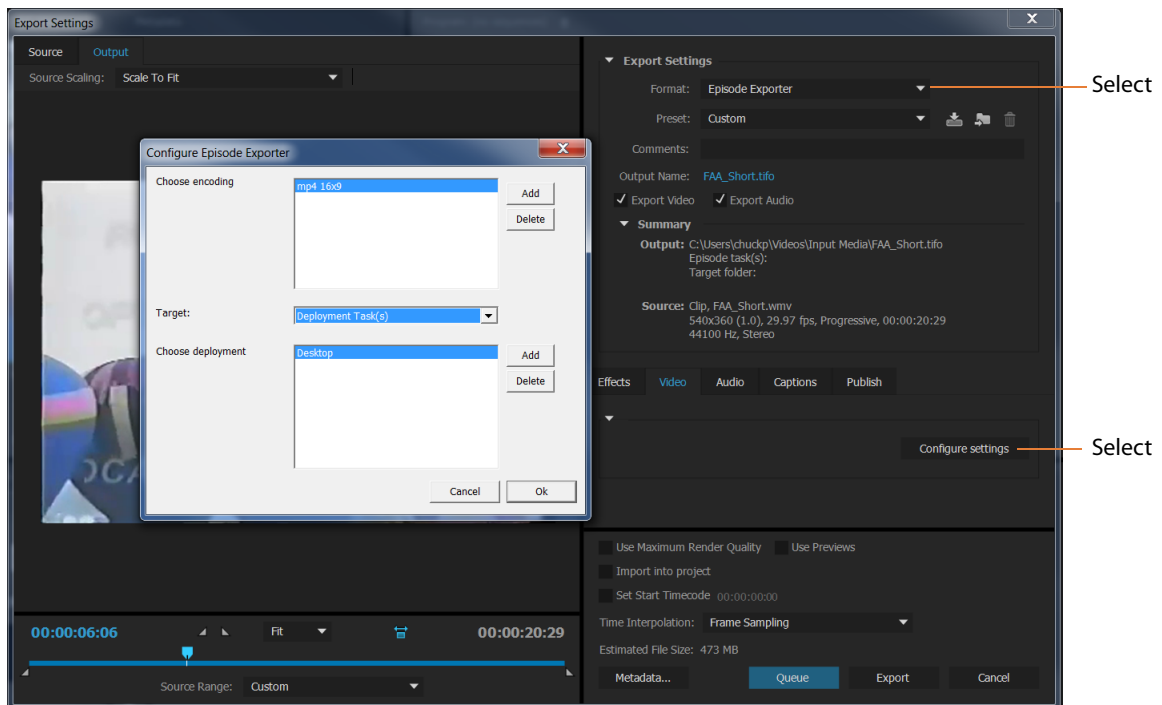 Export Settings
X
Source Output
Source Scaling: Scale To Fit
Export Settings
Format: Episode Exporter
Select
Preset: Custom
Comments:
Output Name: FAA_Short.tifo
Export Video Export Audio
Summary
Output: C:\Users\chuckp\Videos\Input Media\FAA_Short.tifo
Episode task(s):
Target folder:
Source: Clip, FAA_Short.wmv
540x360 (1.0), 29.97 fps, Progressive, 00:00:20:29
44100 Hz, Stereo
Configure Episode Exporter
X
Choose encoding
mp4 16x9
Add
Delete
Target:
Deployment Task(s)
Choose deployment
Desktop
Add
Delete
Cancel
Ok
Effects Video Audio Captions Publish
Configure settings
Select
Use Maximum Render Quality Use Previews
Import into project
Set Start Timecode 00:00:00:00
Time Interpolation: Frame Sampling
Estimated File Size: 473 MB
Metadata... Queue Export Cancel
00:00:06:06 Fit 00:00:20:29
Source Range: Custom